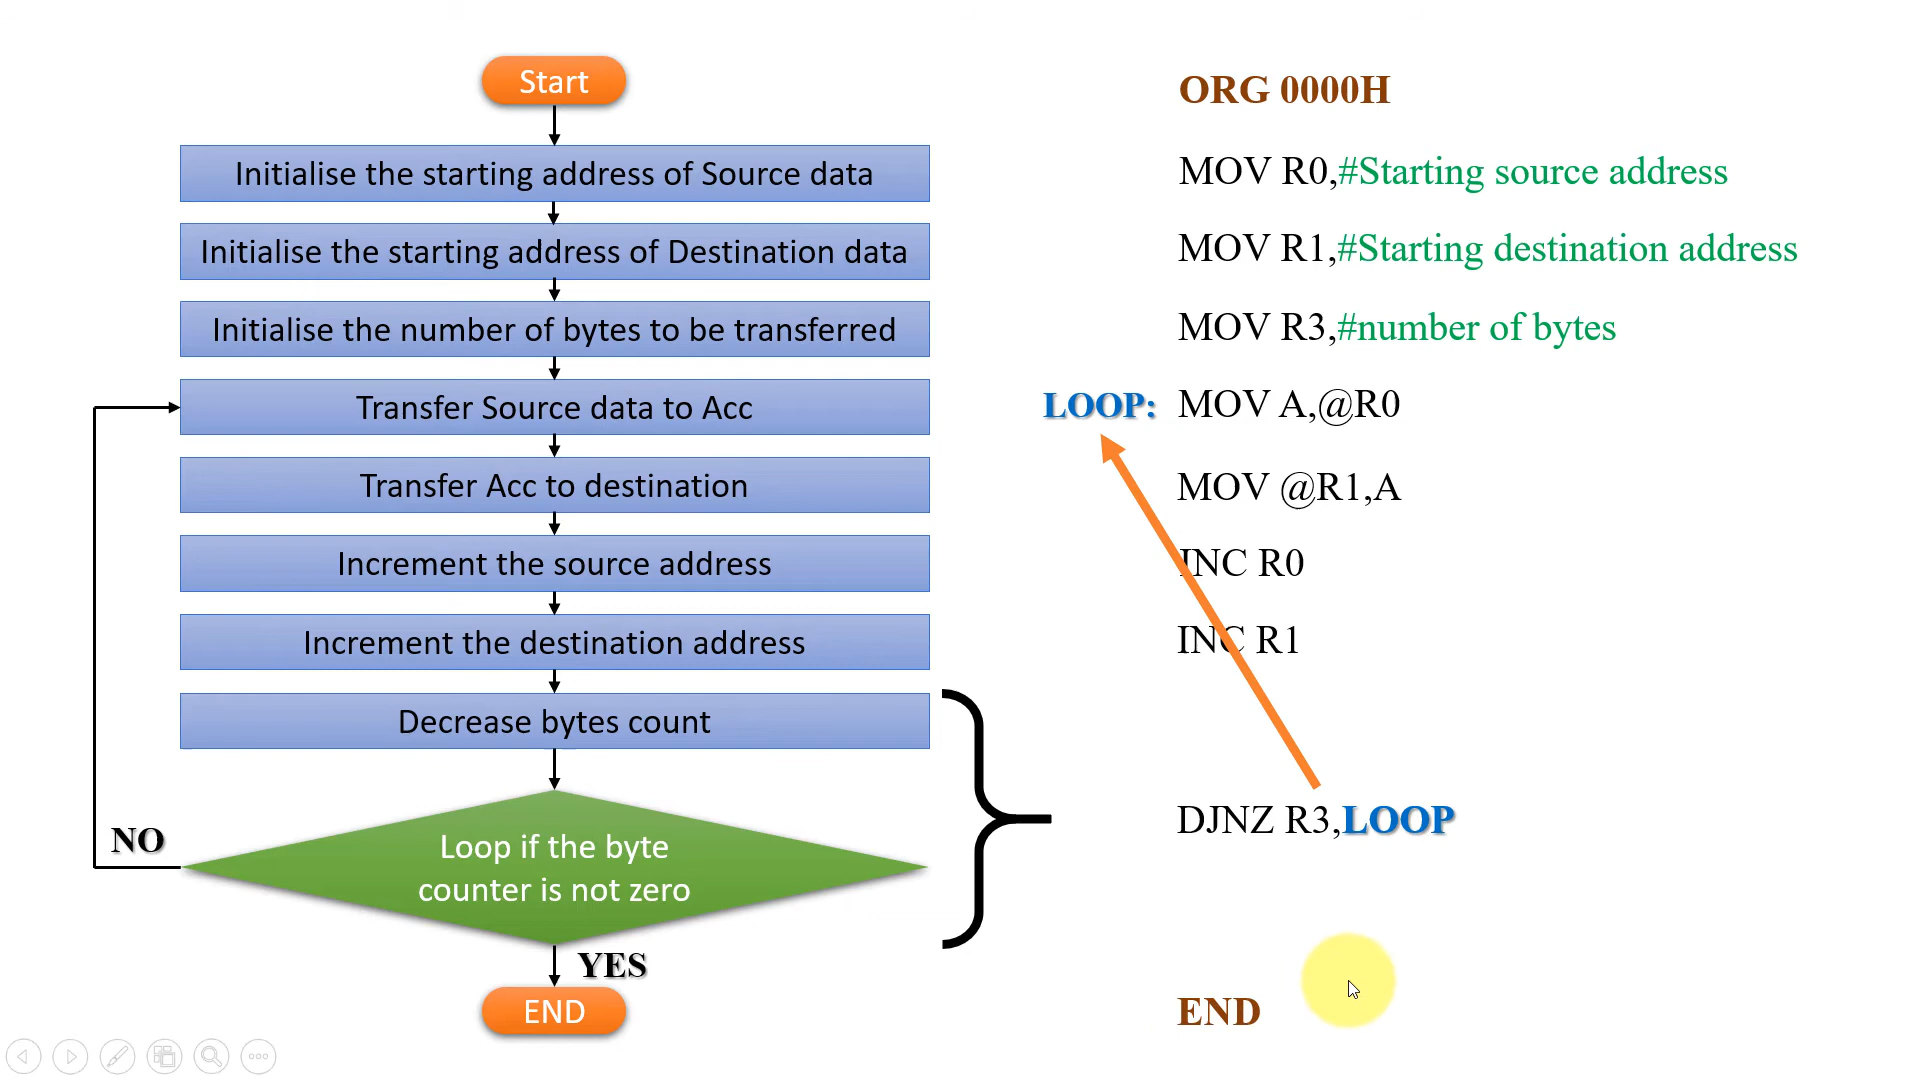 Start
Initialise the starting address of Source data
Initialise the starting address of Destination data
Initialise the number of bytes to be transferred
Transfer Source data to Acc
Transfer Acc to destination
Increment the source address
Increment the destination address
Decrease bytes count
Loop if the byte
counter is not zero
NO
YES
END
ORG 0000H
MOV R0,#Starting source address
MOV R1,#Starting destination address
MOV R3,#number of bytes
LOOP: MOV A,@R0
MOV @R1,A
INC R0
INC R1
DJNZ R3,LOOP
END